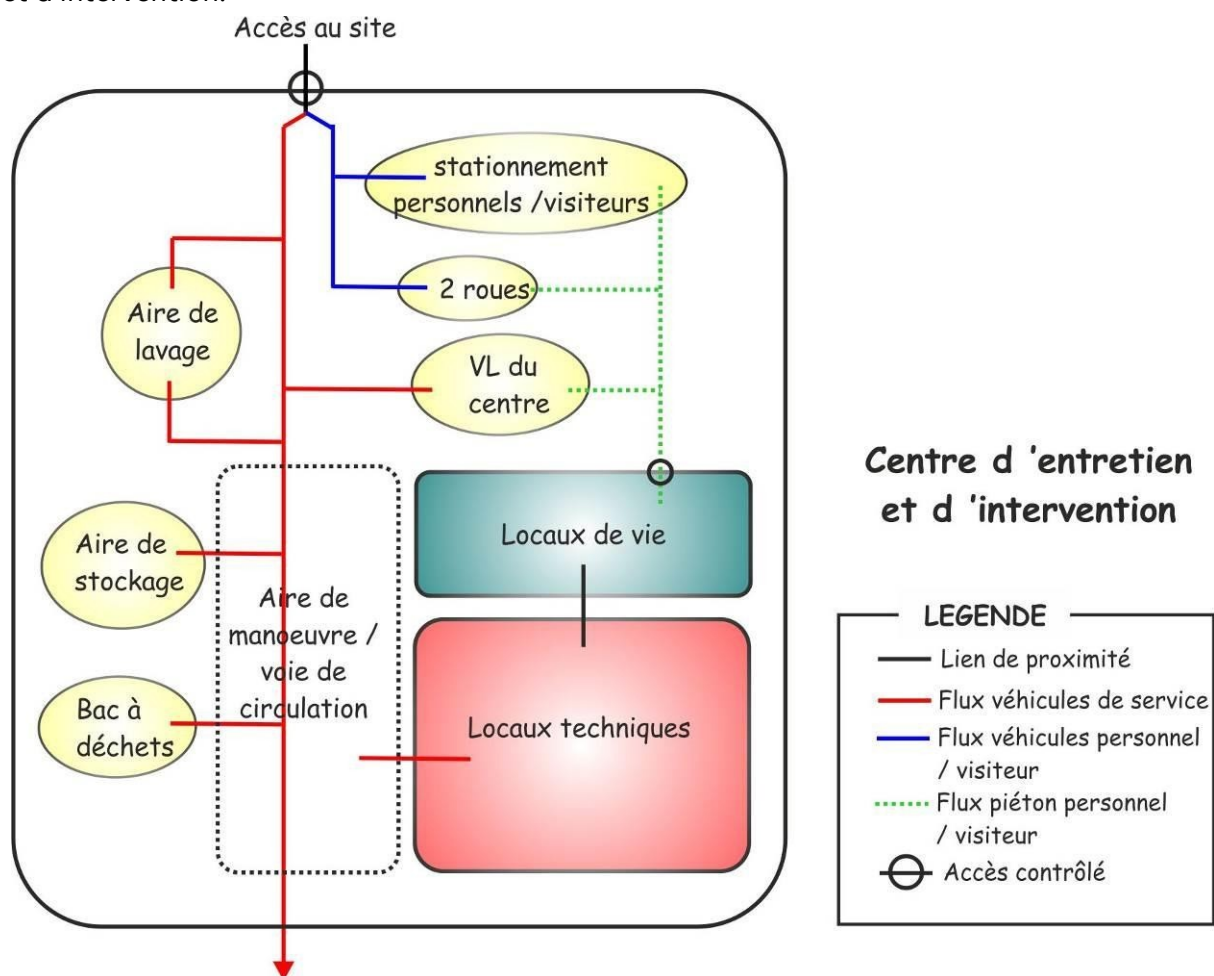 et d'intervention.
Accès au site
stationnement
personnels /visiteurs
2 roues
Aire de
lavage
VL du
centre
Centre d 'entretien
et d 'intervention
Locaux de vie
Aire de
stockage
Aire de
manoeuvre /
voie de
circulation
Bac à
déchets
Locaux techniques
LEGENDE
Lien de proximité
Flux véhicules de service
Flux véhicules personnel
/ visiteur
Flux piéton personnel
/ visiteur
Accès contrôlé